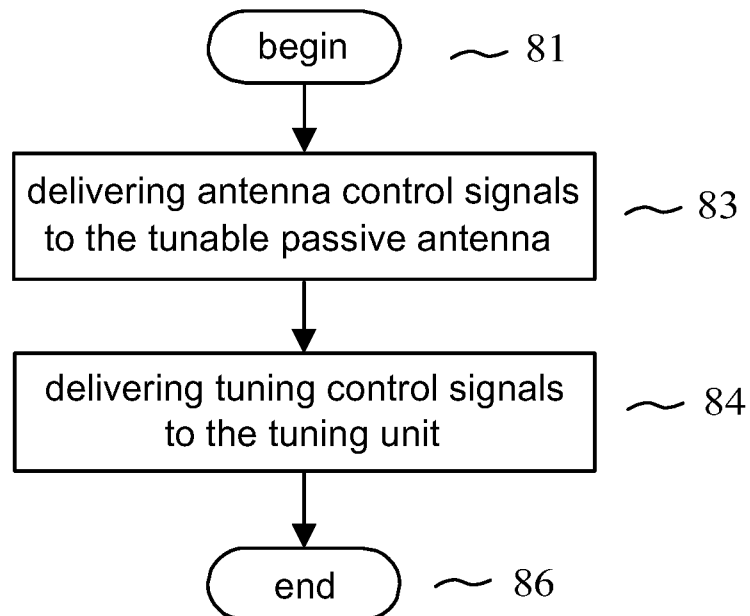 begin 81
delivering antenna control signals
to the tunable passive antenna
83
delivering tuning control signals
to the tuning unit
84
end 86